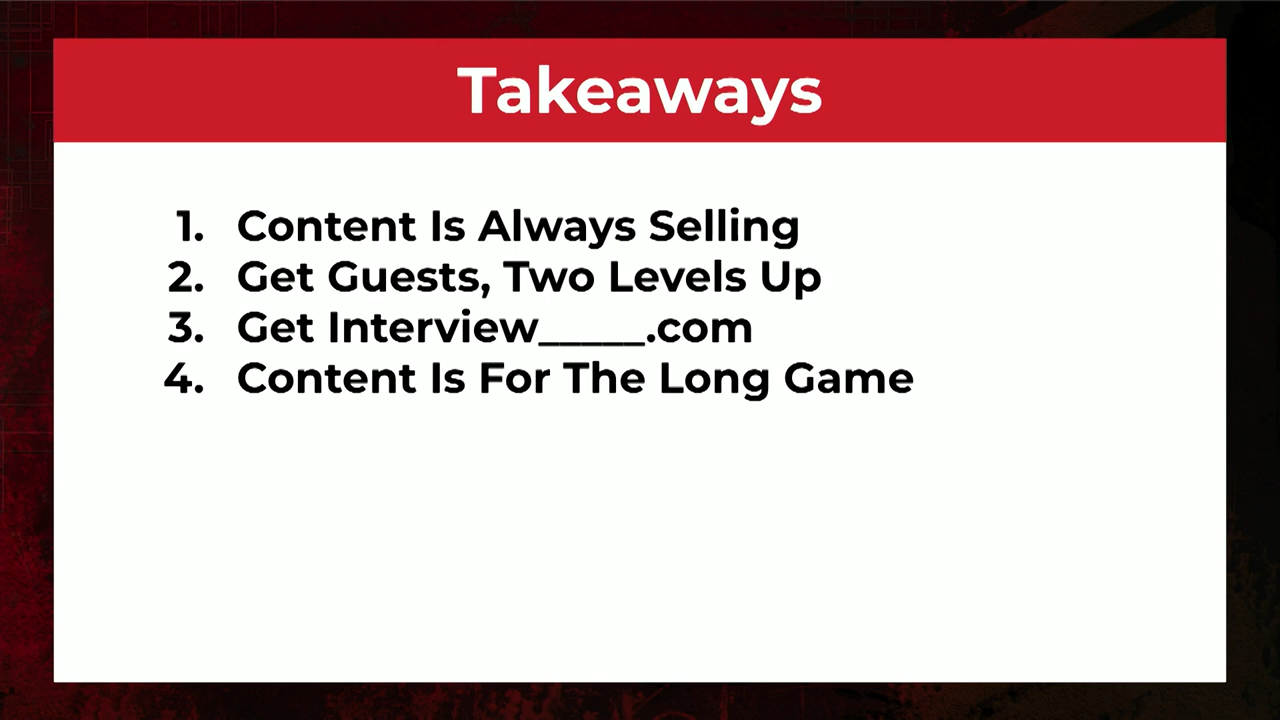 Takeaways
1. Content Is Always Selling
2. Get Guests, Two Levels Up
3. Get Interview_____.com
4. Content Is For The Long Game